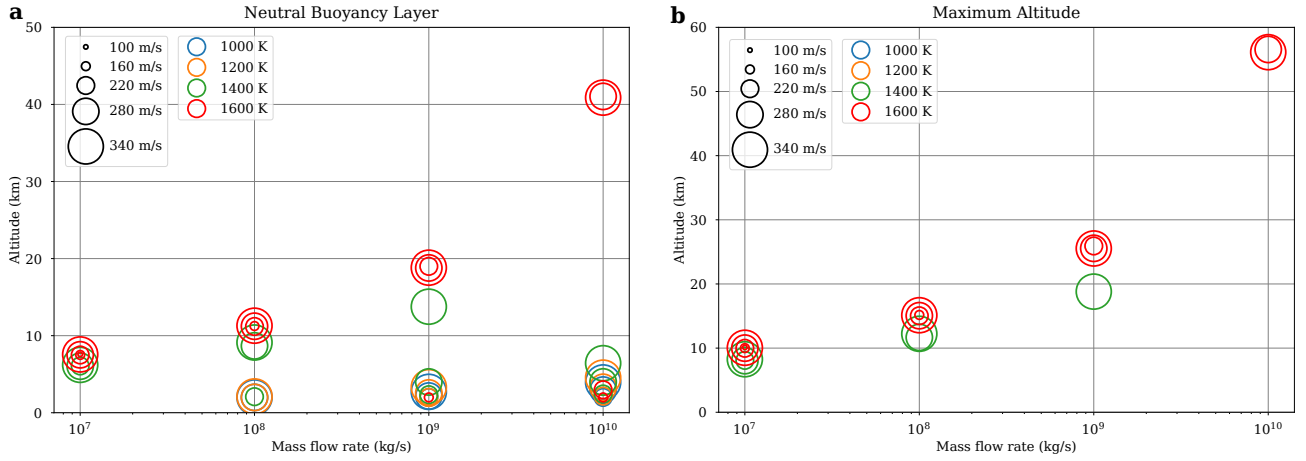 a
Neutral Buoyancy Layer
50
40
30
20
10
0
Altitude (km)
100 m/s
160 m/s
220 m/s
280 m/s
340 m/s
1000 K
1200 K
1400 K
1600 K
10⁷
10⁸
10⁹
10¹⁰
Mass flow rate (kg/s)
b
Maximum Altitude
60
50
40
30
20
10
0
Altitude (km)
100 m/s
160 m/s
220 m/s
280 m/s
340 m/s
1000 K
1200 K
1400 K
1600 K
10⁷
10⁸
10⁹
10¹⁰
Mass flow rate (kg/s)